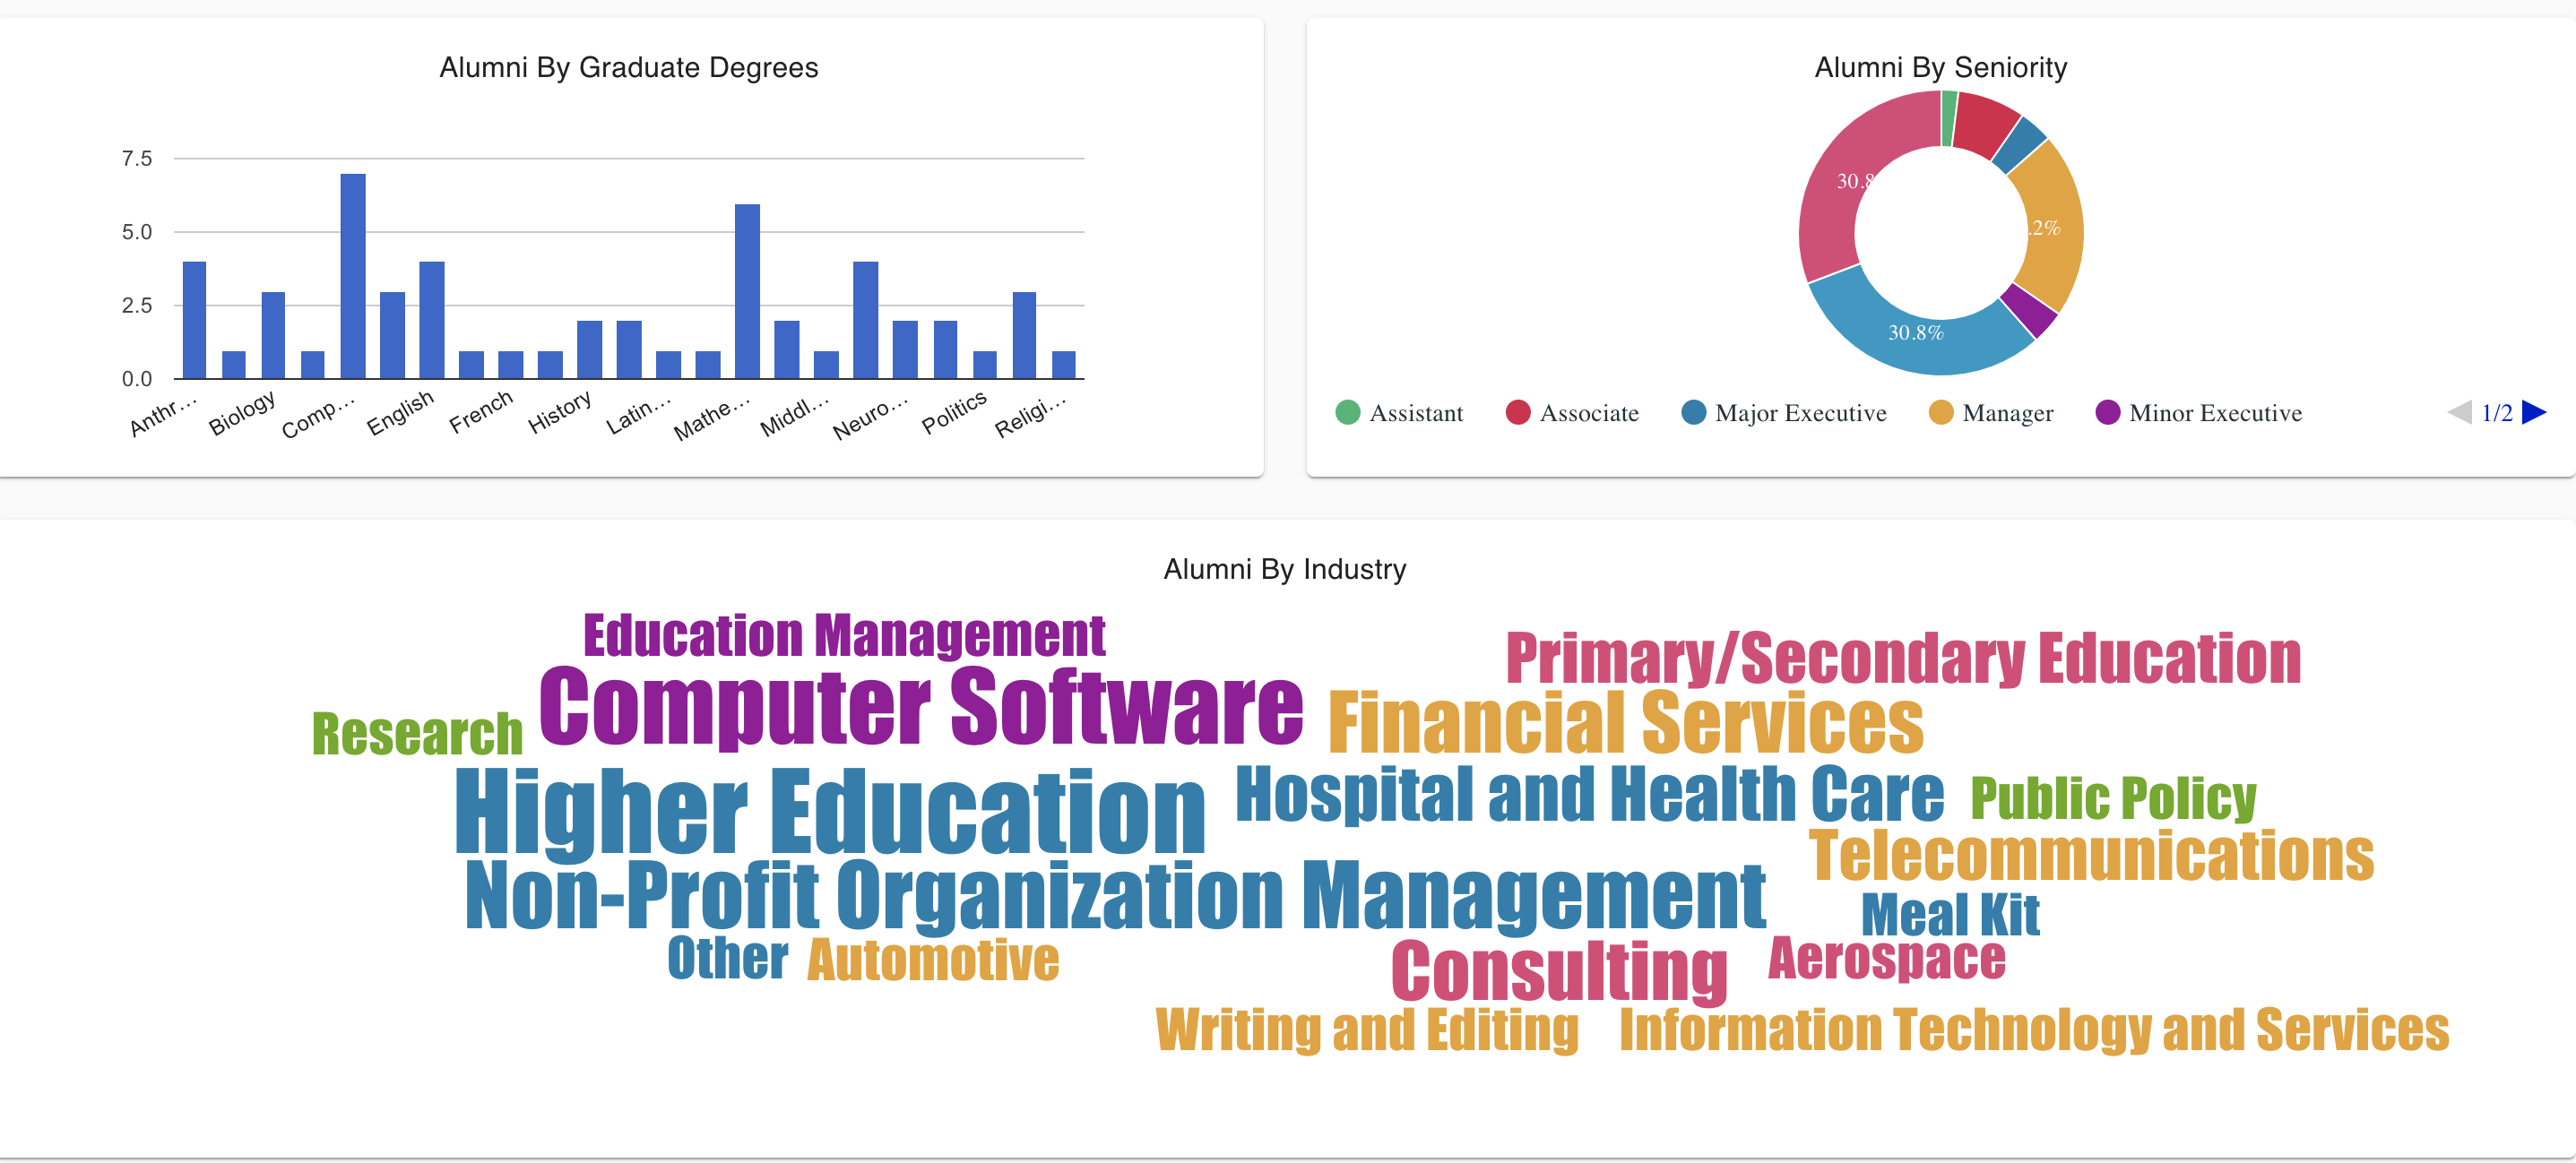 Alumni By Graduate Degrees
7.5
5.0
2.5
0.0
Anthr...
Biology
Comp...
English
French
History
Latin...
Mathe...
Middl...
Neuro...
Politics
Religi...
Alumni By Seniority
30.8
.2%
30.8%
Assistant
Associate
Major Executive
Manager
Minor Executive
1/2
Alumni By Industry
Education Management
Primary/Secondary Education
Computer Software
Financial Services
Research
Higher Education
Hospital and Health Care
Public Policy
Telecommunications
Non-Profit Organization Management
Meal Kit
Other
Automotive
Consulting
Aerospace
Writing and Editing
Information Technology and Services